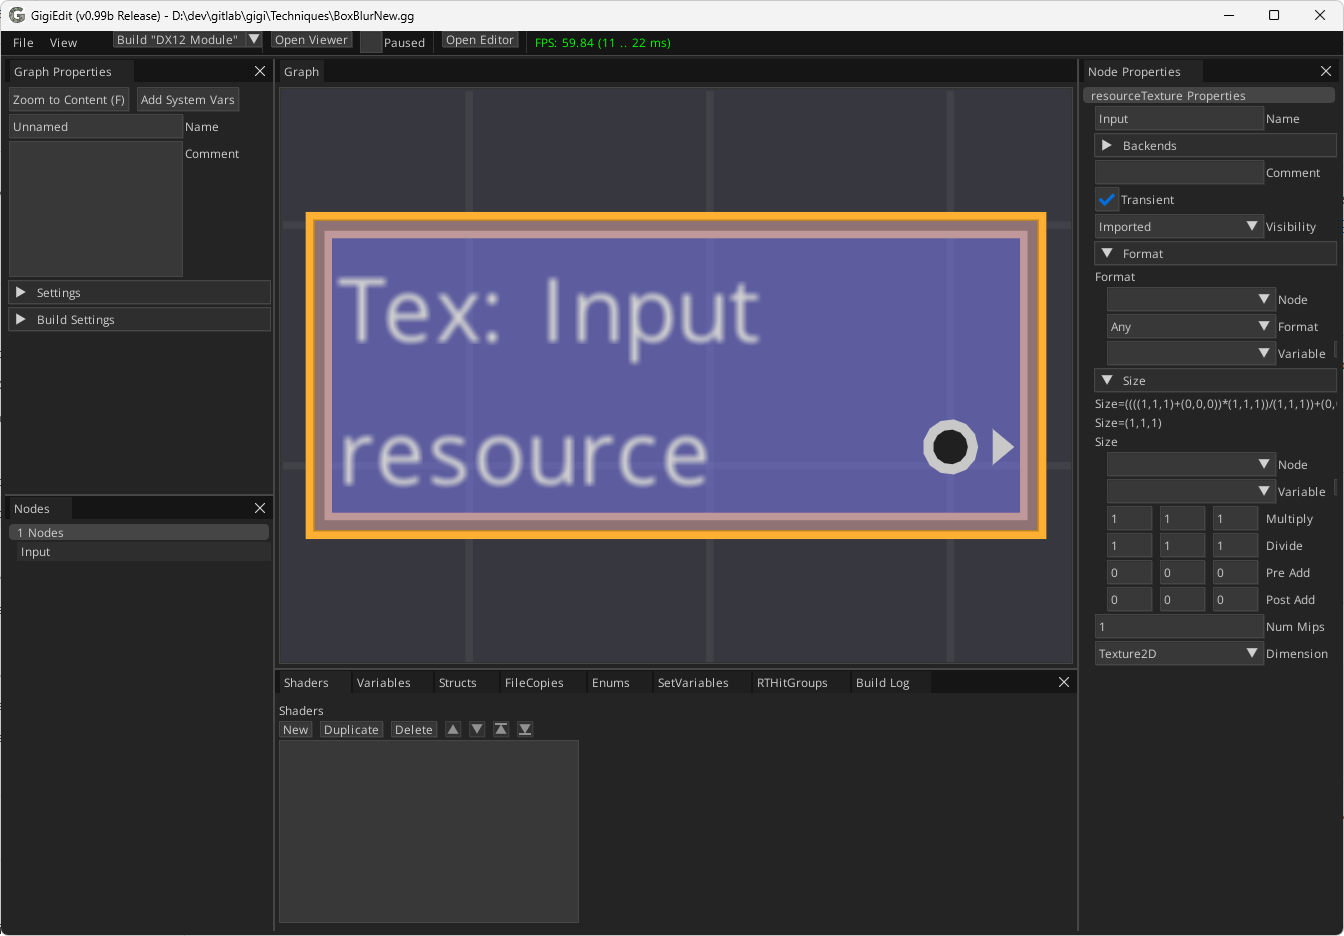 GigiEdit (v0.99b Release) - D:\dev\gitlab\gigi\Techniques\BoxBlurNew.gg
File View Build "DX12 Module" Open Viewer Paused Open Editor FPS: 59.84 (11 .. 22 ms)
Graph Properties
Zoom to Content (F) Add System Vars
Unnamed Name
Comment
Settings
Build Settings
Nodes
1 Nodes
Input
Graph
Tex: Input
resource
Shaders Variables Structs FileCopies Enums SetVariables RTHitGroups Build Log
Shaders
New Duplicate Delete
Node Properties
resourceTexture Properties
Input Name
Backends
Comment
Transient
Imported Visibility
Format
Format
Node
Any Format
Variable
Size
Size=((((1,1,1)+(0,0,0))*(1,1,1))/(1,1,1))+(0,
Size=(1,1,1)
Size
Node
Variable
1 1 1 Multiply
1 1 1 Divide
0 0 0 Pre Add
0 0 0 Post Add
1 Num Mips
Texture2D Dimension